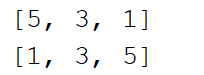 [5, 3, 1]
[1, 3, 5]